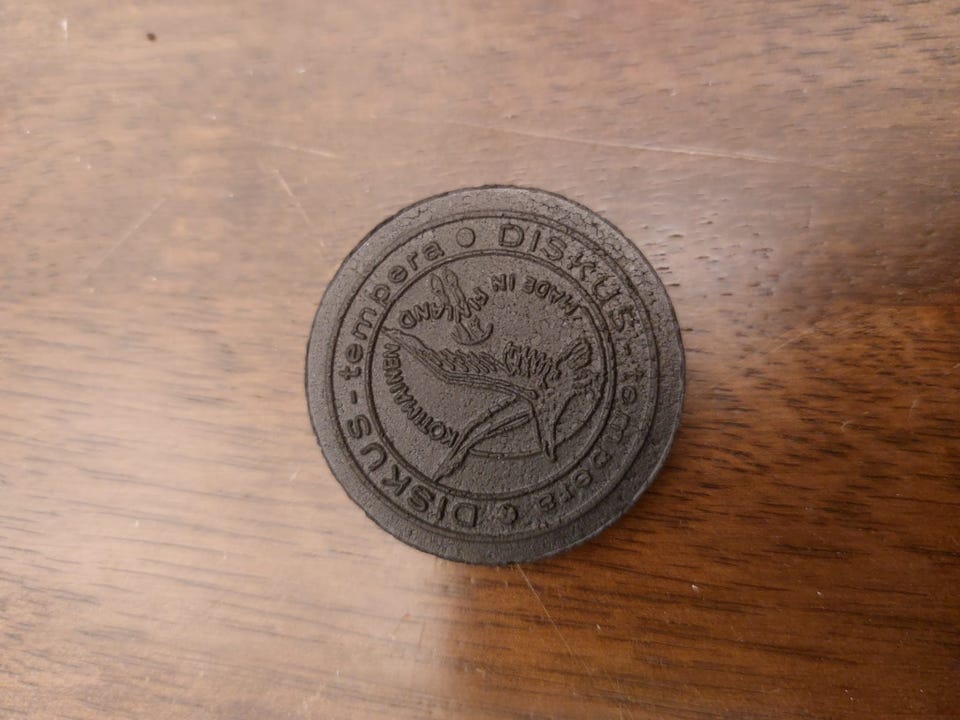 DISKUS-tempera • DISKUS-tempera •
MADE IN FINLAND
KOTIMAINEN